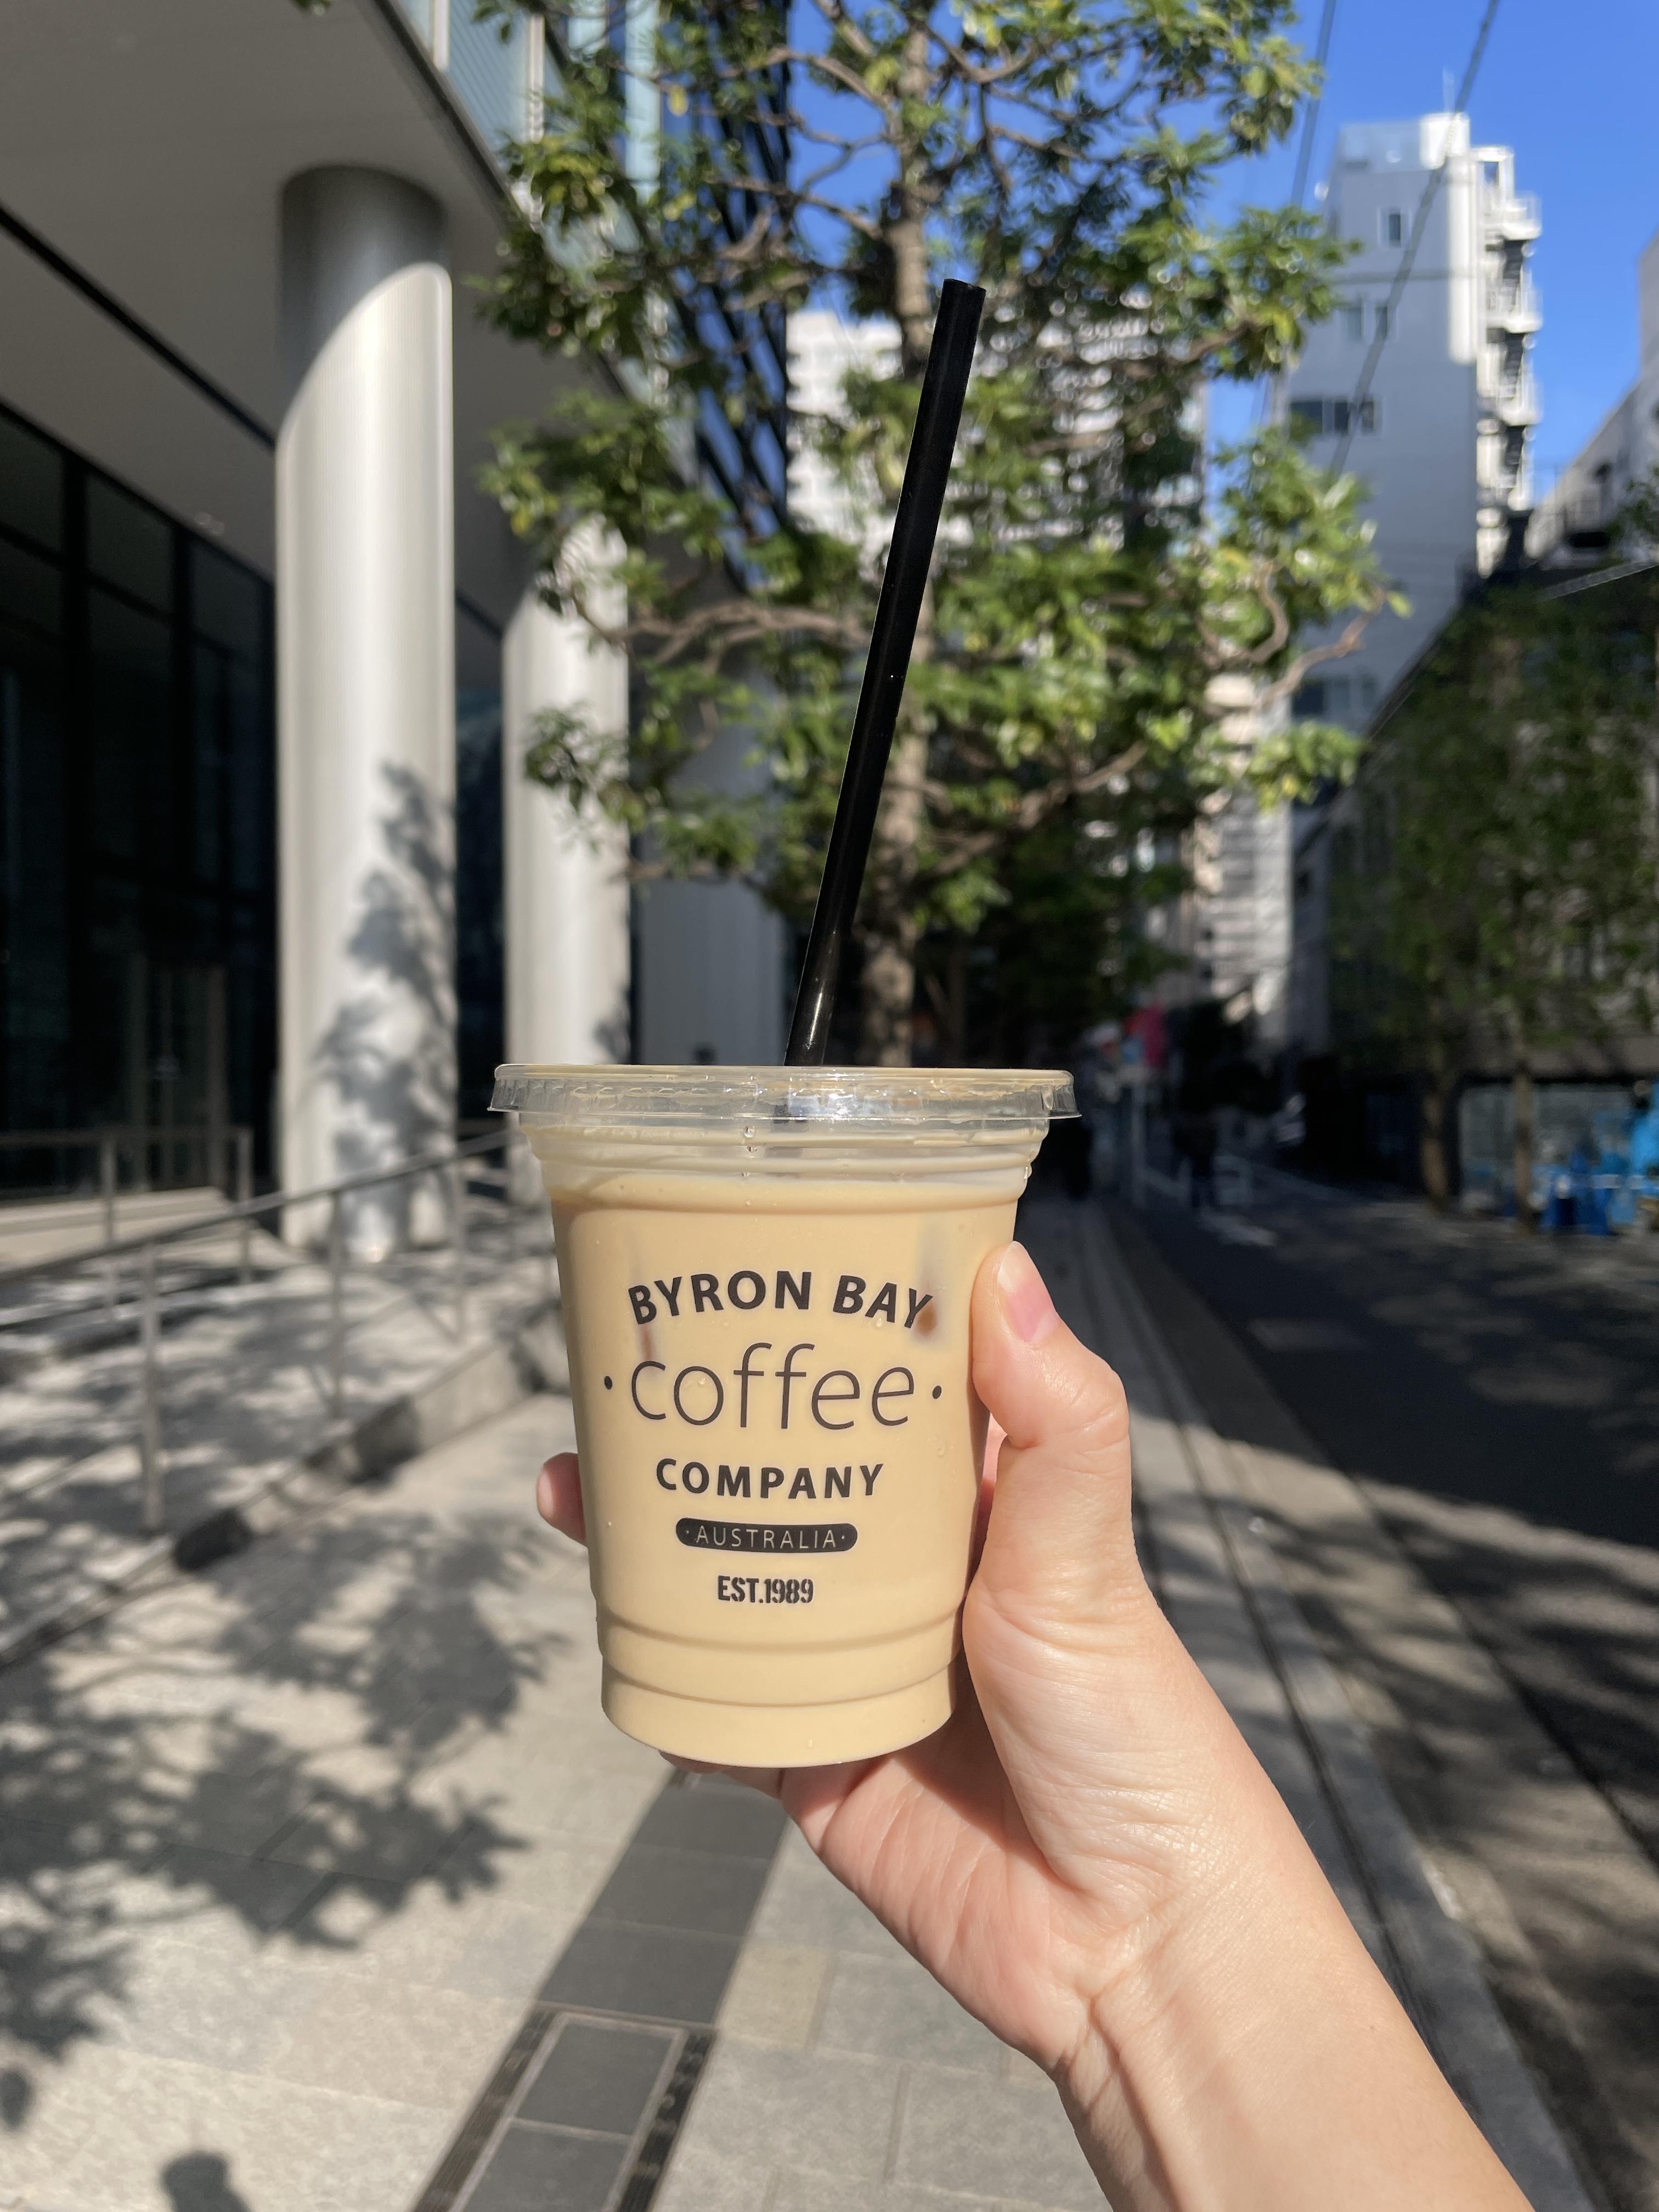 BYRON BAY
·coffee·
COMPANY
·AUSTRALIA·
EST.1989